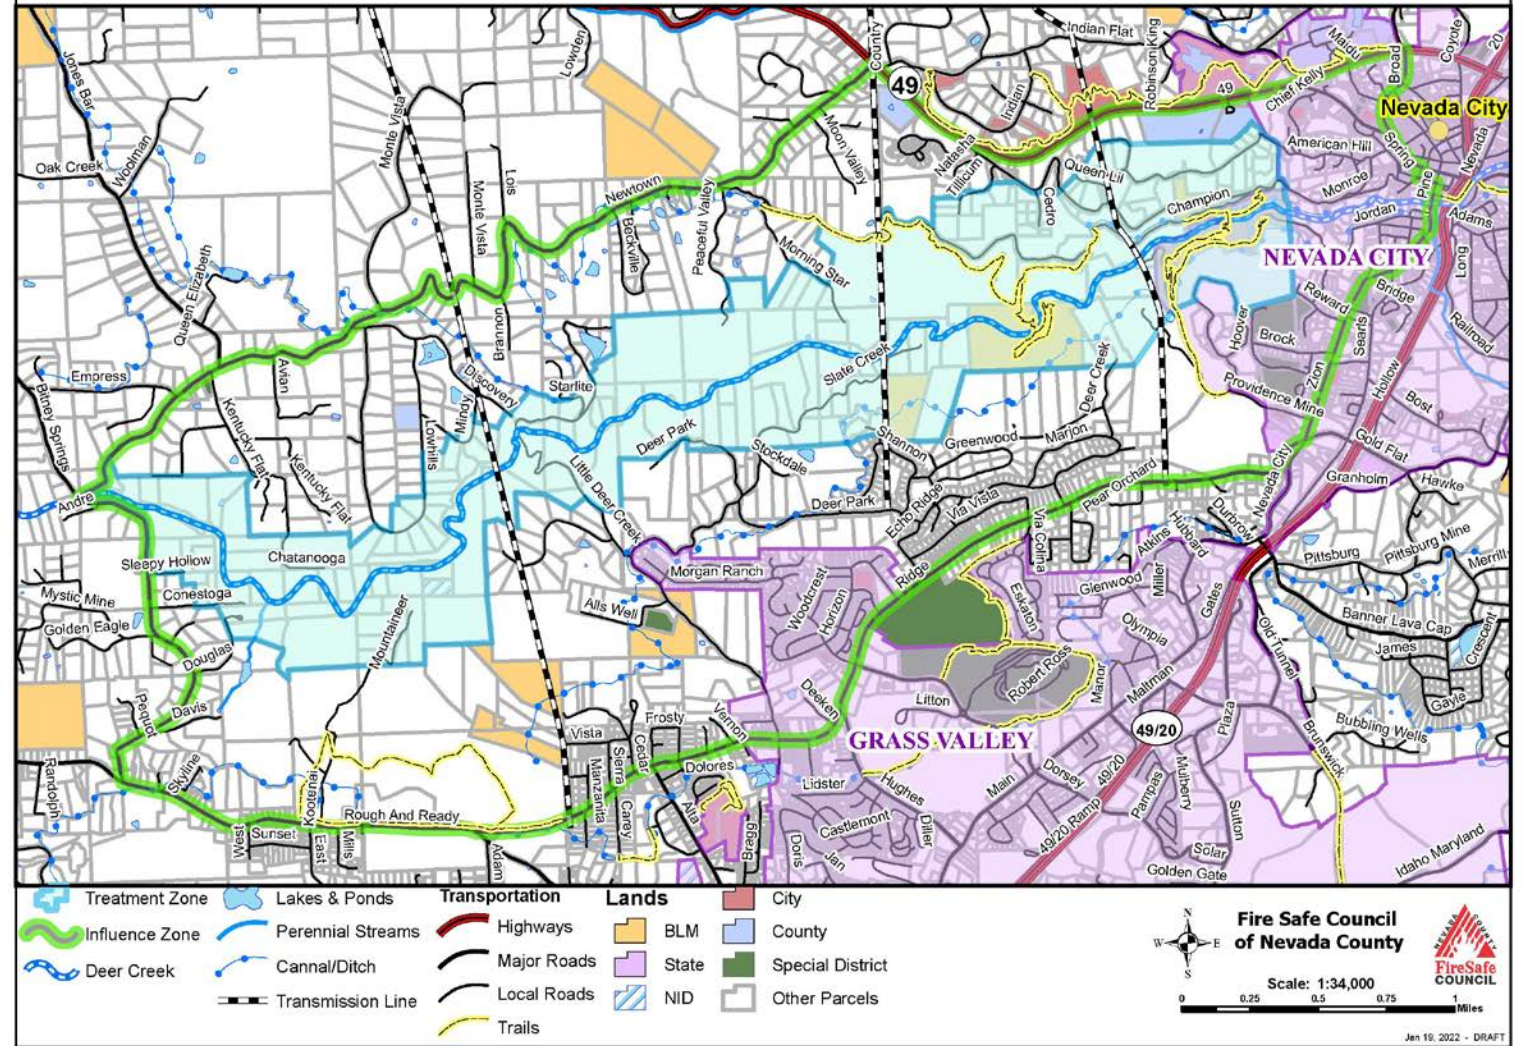 Lowden
Country
Indian Flat
Robinson
King
Maidu
Coyote
20
Jones Bar
Monte Vista
49
Indian
49
Chief Kelly
Broad
Nevada City
Oak Creek
Woolman
Moon Valley
Natasha
Tillicum
Queen Lil
American Hill
Spring
Nevada
Monte Vista
Lois
Newtown
Beckville
Peaceful Valley
Cedro
Champion
Monroe
Jordan
Pine
Adams
Queen Elizabeth
Morning Star
NEVADA CITY
Long
Reward
Bridge
Hoover
Brock
Searls
Railroad
Brannon
Slate Creek
Empress
Avian
Discovery
Starlite
Deer Creek
Zion
Hollow
Providence Mine
Bost
Bitney Springs
Kentucky Flat
Mindy
Lowhills
Deer Park
Stockdale
Shannon
Greenwood
Marjon
Gold Flat
Kentucky Flat
Little Deer Creek
Andre
Deer Park
Echo Ridge
Via Vista
Pear Orchard
Nevada City
Granholm
Hawke
Via Colina
Durbrow
Hubbard
Atkins
Pittsburg
Pittsburg Mine
Merrill
Sleepy Hollow
Chatanooga
Morgan Ranch
Ridge
Conestoga
Mystic Mine
Golden Eagle
Alls Well
Woodcrest
Horizon
Eskaton
Glenwood
Miller
Gates
Olympia
Banner Lava Cap
James
Crescent
Douglas
Mountaineer
Old Tunnel
Robert Ross
Manor
Maltman
Litton
Deeken
Gayle
Pequot
Davis
Vista
Frosty
Vernon
GRASS VALLEY
49/20
Plaza
Bubbling Wells
Brunswick
Randolph
Skyline
Kootenai
Manzanita
Sierra
Cedar
Dolores
Lidster
Hughes
Main
Dorsey
49/20
Mulberry
Pampas
Rough And Ready
Carey
Alta
Castlemont
Diller
49/20 Ramp
Sutton
West
Sunset
East
Mills
Adam
Bragg
Doris
Jan
Solar
Golden Gate
Idaho Maryland
Treatment Zone
Influence Zone
Deer Creek
Lakes & Ponds
Perennial Streams
Cannal/Ditch
Transmission Line
Transportation
Highways
Major Roads
Local Roads
Trails
Lands
BLM
State
NID
City
County
Special District
Other Parcels
N
W E
S
Fire Safe Council
of Nevada County
Scale: 1:34,000
0 0.25 0.5 0.75 1
Miles
NEVADA COUNTY
FireSafe
COUNCIL
Jan 19, 2022 - DRAFT